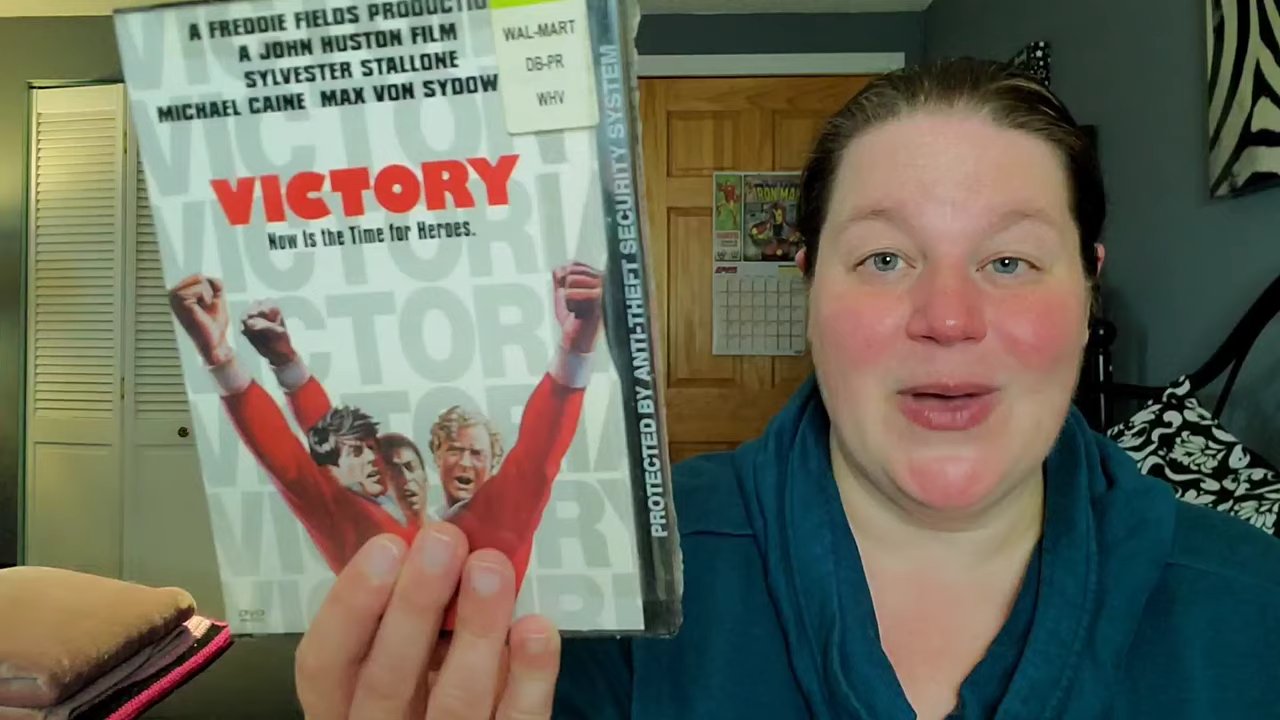 A FREDDIE FIELDS PRODUCTIO
A JOHN HUSTON FILM
SYLVESTER STALLONE
MICHAEL CAINE MAX VON SYDOW
WAL-MART
DB-PR
WHV
VICTORY
Now Is the Time for Heroes.
PROTECTED BY ANTI-THEFT SECURITY SYSTEM
DVD
IRON MAN